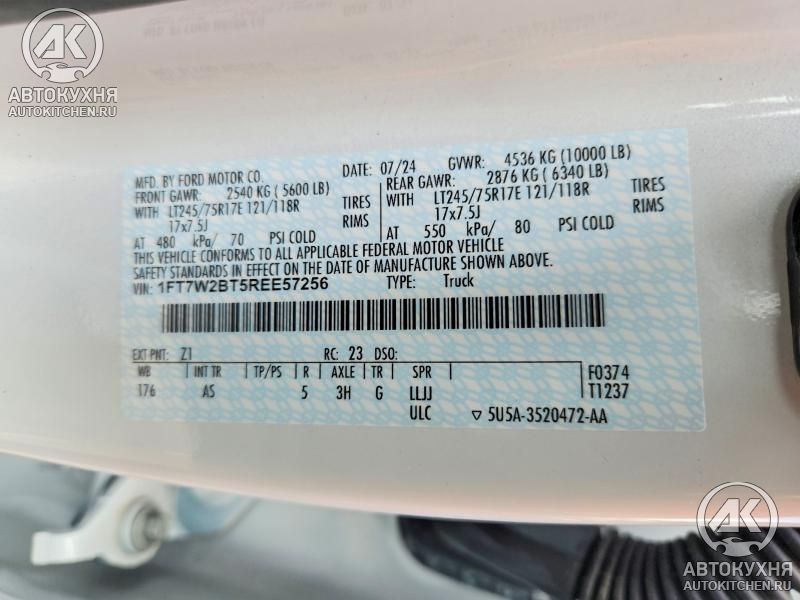 АК
АВТОКУХНЯ
AUTOKITCHEN.RU
MFD. BY FORD MOTOR CO.
DATE: 07/24 GVWR: 4536 KG (10000 LB)
FRONT GAWR: 2540 KG ( 5600 LB)
REAR GAWR: 2876 KG ( 6340 LB)
WITH LT245/75R17E 121/118R TIRES
WITH LT245/75R17E 121/118R TIRES
17x7.5J RIMS
17x7.5J RIMS
AT 480 kPa/ 70 PSI COLD
AT 550 kPa/ 80 PSI COLD
THIS VEHICLE CONFORMS TO ALL APPLICABLE FEDERAL MOTOR VEHICLE
SAFETY STANDARDS IN EFFECT ON THE DATE OF MANUFACTURE SHOWN ABOVE.
VIN: 1FT7W2BT5REE57256 TYPE: Truck
EXT PNT: Z1 RC: 23 DSO:
WB INT TR TP/PS R AXLE TR SPR F0374
176 AS 5 3H G LLJJ T1237
ULC ▽ 5U5A-3520472-AA
АК
АВТОКУХНЯ
AUTOKITCHEN.RU